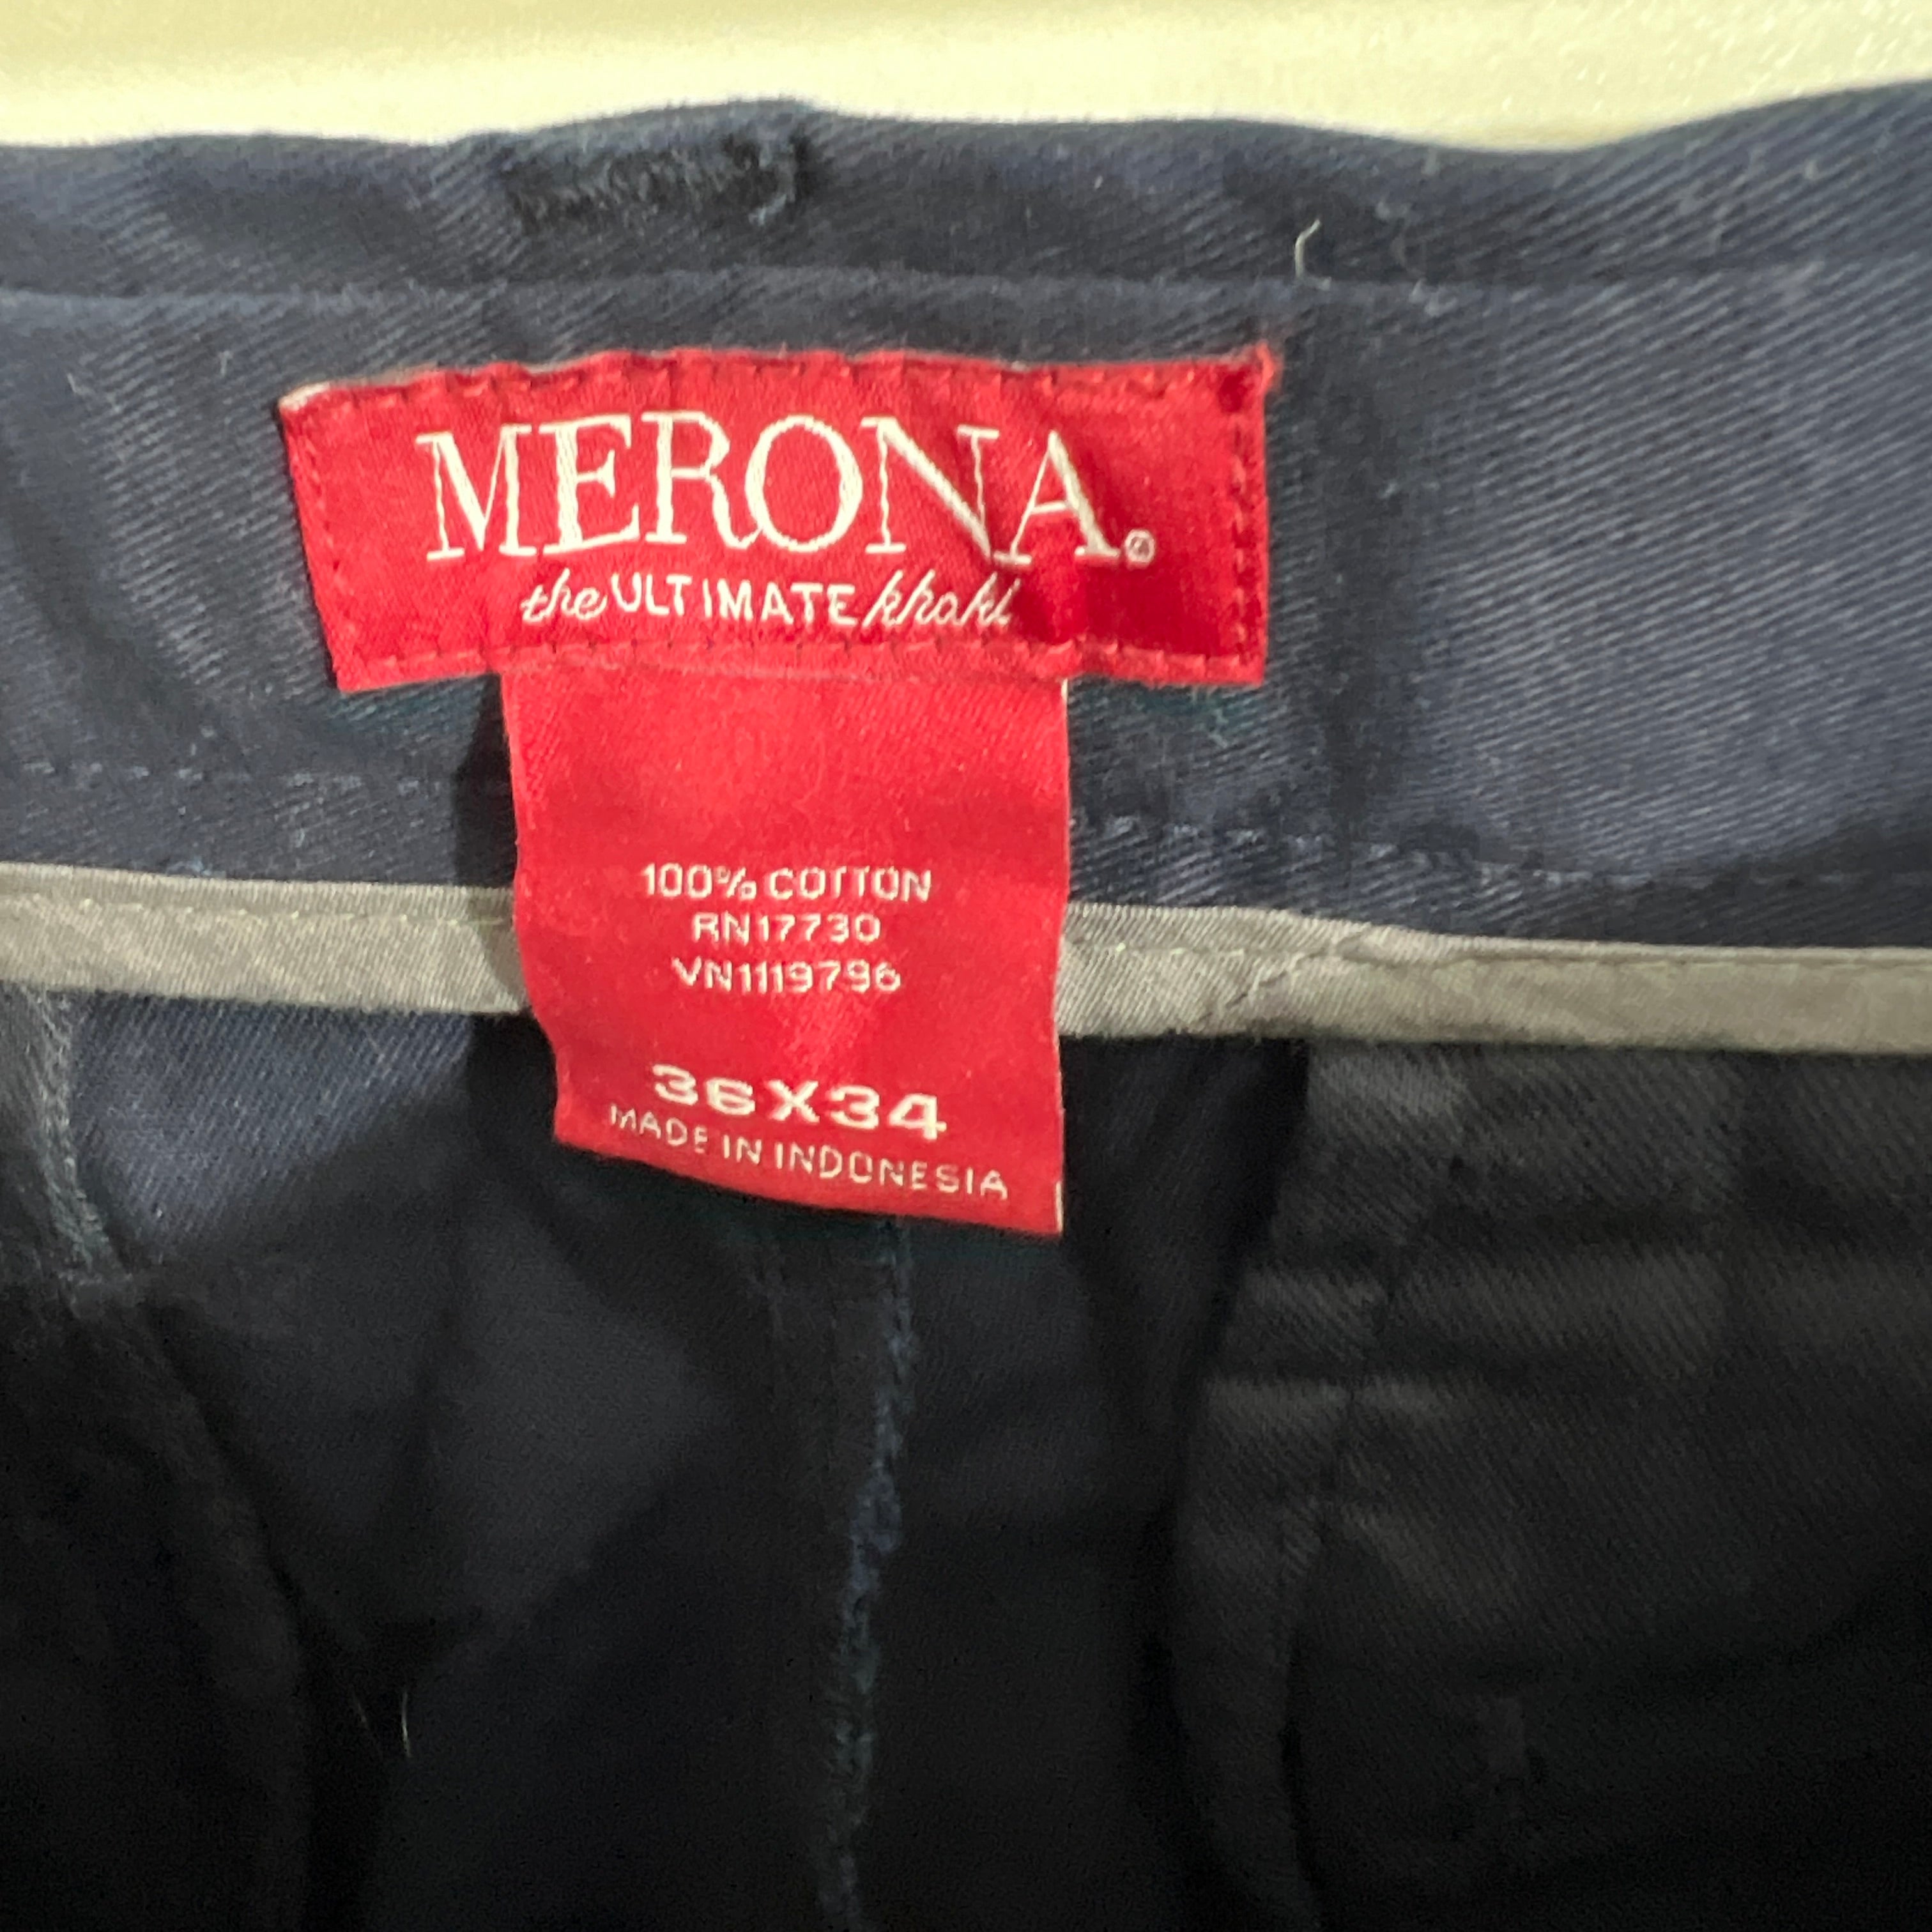 MERONA®
the ULTIMATE khaki
100% COTTON
RN17730
VN1119796
36X34
MADE IN INDONESIA